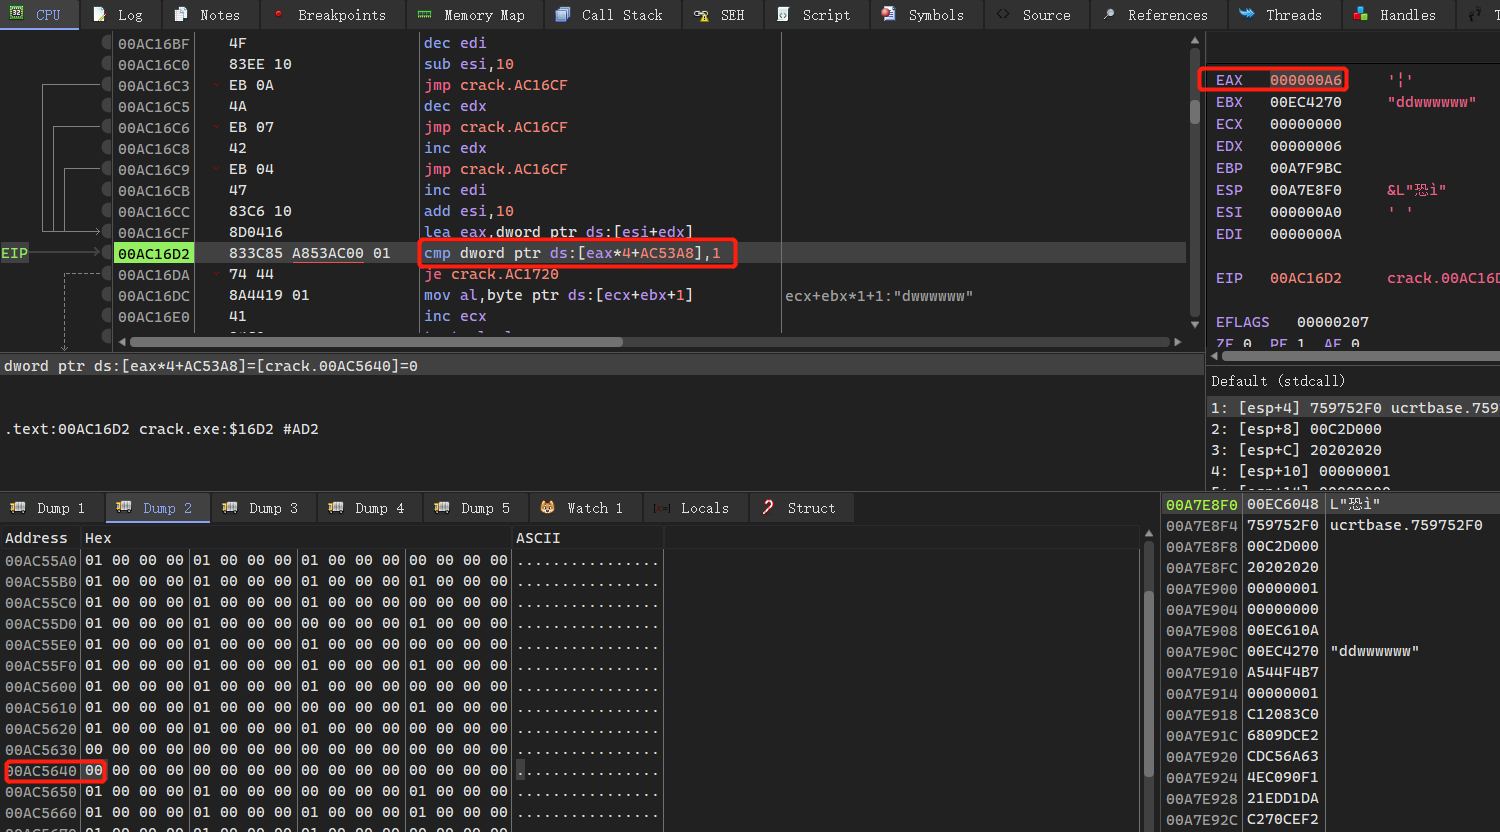 CPU Log Notes Breakpoints Memory Map Call Stack SEH Script Symbols Source References Threads Handles
00AC16BF 4F dec edi
00AC16C0 83EE 10 sub esi,10
00AC16C3 EB 0A jmp crack.AC16CF
00AC16C5 4A dec edx
00AC16C6 EB 07 jmp crack.AC16CF
00AC16C8 42 inc edx
00AC16C9 EB 04 jmp crack.AC16CF
00AC16CB 47 inc edi
00AC16CC 83C6 10 add esi,10
00AC16CF 8D0416 lea eax,dword ptr ds:[esi+edx]
EIP 00AC16D2 833C85 A853AC00 01 cmp dword ptr ds:[eax*4+AC53A8],1
00AC16DA 74 44 je crack.AC1720
00AC16DC 8A4419 01 mov al,byte ptr ds:[ecx+ebx+1] ecx+ebx*1+1:"dwwwwww"
00AC16E0 41 inc ecx
EAX 000000A6 '¦'
EBX 00EC4270 "ddwwwwww"
ECX 00000000
EDX 00000006
EBP 00A7F9BC
ESP 00A7E8F0 &L"恐ì"
ESI 000000A0 ' '
EDI 0000000A
EIP 00AC16D2 crack.00AC16D
EFLAGS 00000207
ZF 0 PF 1 AF 0
dword ptr ds:[eax*4+AC53A8]=[crack.00AC5640]=0
.text:00AC16D2 crack.exe:$16D2 #AD2
Default (stdcall)
1: [esp+4] 759752F0 ucrtbase.759
2: [esp+8] 00C2D000
3: [esp+C] 20202020
4: [esp+10] 00000001
Dump 1 Dump 2 Dump 3 Dump 4 Dump 5 Watch 1 Locals Struct
Address Hex ASCII
00AC55A0 01 00 00 00 01 00 00 00 01 00 00 00 00 00 00 00 ................
00AC55B0 01 00 00 00 01 00 00 00 01 00 00 00 01 00 00 00 ................
00AC55C0 01 00 00 00 01 00 00 00 00 00 00 00 00 00 00 00 ................
00AC55D0 01 00 00 00 01 00 00 00 00 00 00 00 01 00 00 00 ................
00AC55E0 01 00 00 00 01 00 00 00 01 00 00 00 00 00 00 00 ................
00AC55F0 01 00 00 00 01 00 00 00 01 00 00 00 01 00 00 00 ................
00AC5600 01 00 00 00 01 00 00 00 01 00 00 00 00 00 00 00 ................
00AC5610 01 00 00 00 01 00 00 00 00 00 00 00 01 00 00 00 ................
00AC5620 01 00 00 00 01 00 00 00 01 00 00 00 00 00 00 00 ................
00AC5630 00 00 00 00 00 00 00 00 00 00 00 00 00 00 00 00 ................
00AC5640 00 00 00 00 00 00 00 00 00 00 00 00 00 00 00 00 ................
00AC5650 01 00 00 00 01 00 00 00 00 00 00 00 01 00 00 00 ................
00AC5660 01 00 00 00 01 00 00 00 01 00 00 00 01 00 00 00 ................
00A7E8F0 00EC6048 L"恐ì"
00A7E8F4 759752F0 ucrtbase.759752F0
00A7E8F8 00C2D000
00A7E8FC 20202020
00A7E900 00000001
00A7E904 00000000
00A7E908 00EC610A
00A7E90C 00EC4270 "ddwwwwww"
00A7E910 A544F4B7
00A7E914 00000001
00A7E918 C12083C0
00A7E91C 6809DCE2
00A7E920 CDC56A63
00A7E924 4EC090F1
00A7E928 21EDD1DA
00A7E92C C270CEF2